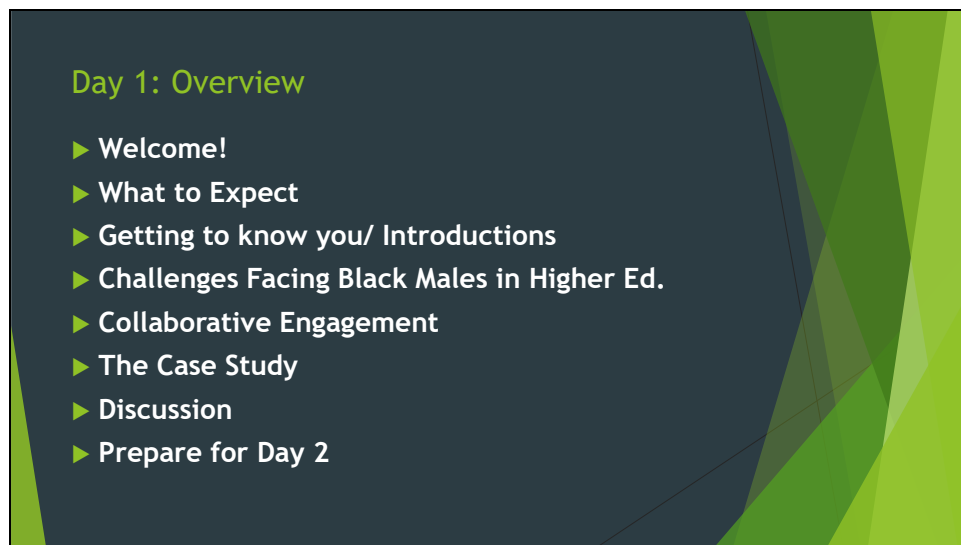 Day 1: Overview
Welcome!
What to Expect
Getting to know you/ Introductions
Challenges Facing Black Males in Higher Ed.
Collaborative Engagement
The Case Study
Discussion
Prepare for Day 2